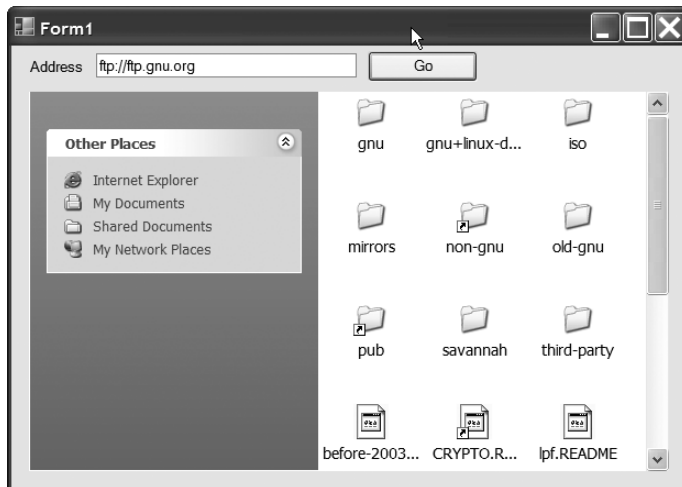 Form1
Address ftp://ftp.gnu.org Go
Other Places
Internet Explorer
My Documents
Shared Documents
My Network Places
gnu gnu+linux-d... iso
mirrors non-gnu old-gnu
pub savannah third-party
before-2003... CRYPTO.R... lpf.README